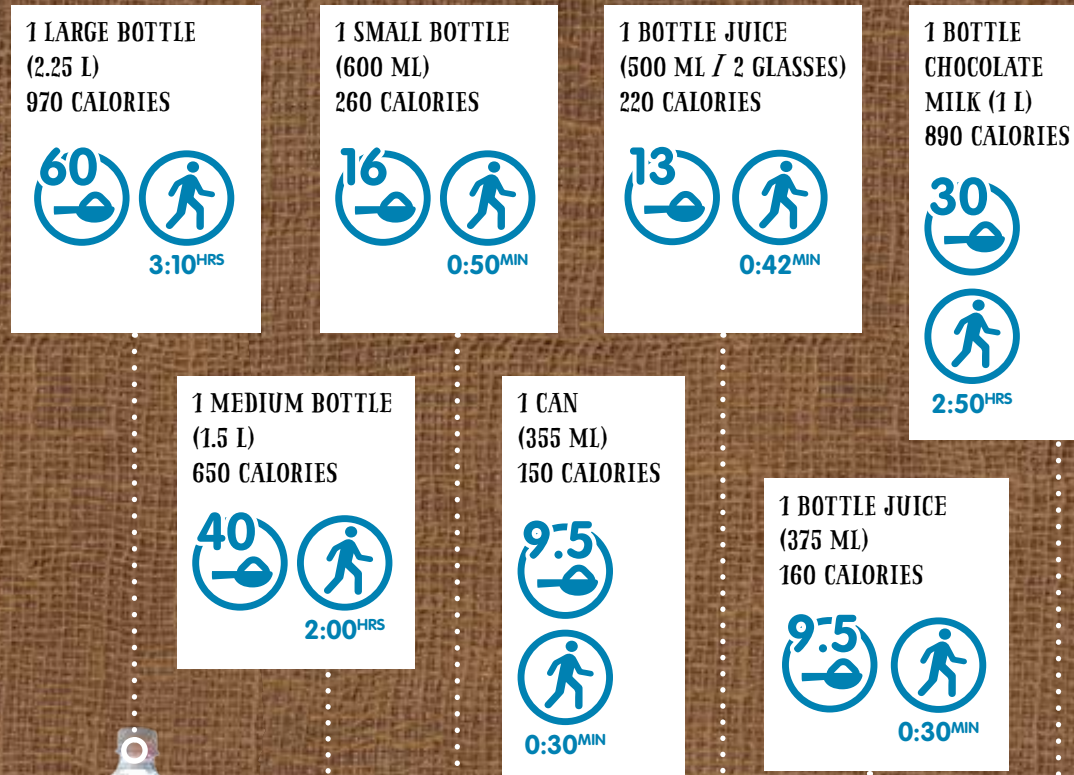 1 LARGE BOTTLE
(2.25 L)
970 CALORIES
60
3:10HRS
1 SMALL BOTTLE
(600 ML)
260 CALORIES
16
0:50MIN
1 BOTTLE JUICE
(500 ML / 2 GLASSES)
220 CALORIES
13
0:42MIN
1 BOTTLE
CHOCOLATE
MILK (1 L)
890 CALORIES
30
2:50HRS
1 MEDIUM BOTTLE
(1.5 L)
650 CALORIES
40
2:00HRS
1 CAN
(355 ML)
150 CALORIES
9.5
0:30MIN
1 BOTTLE JUICE
(375 ML)
160 CALORIES
9.5
0:30MIN